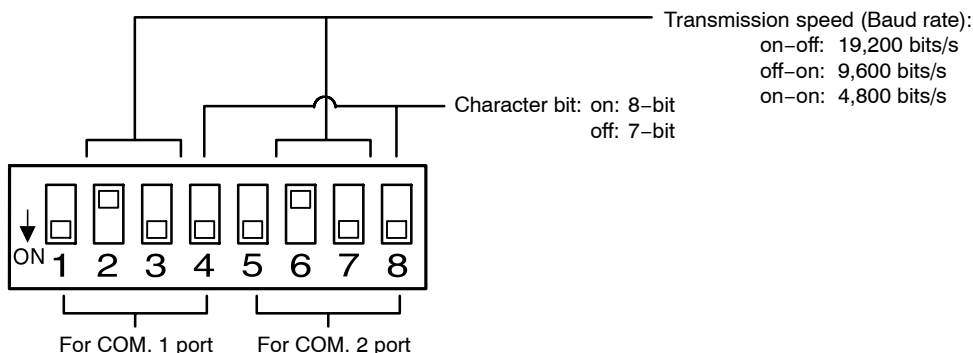 Transmission speed (Baud rate):
on−off: 19,200 bits/s
off−on: 9,600 bits/s
on−on: 4,800 bits/s
Character bit: on: 8−bit
off: 7−bit
ON 1 2 3 4 5 6 7 8
For COM. 1 port For COM. 2 port